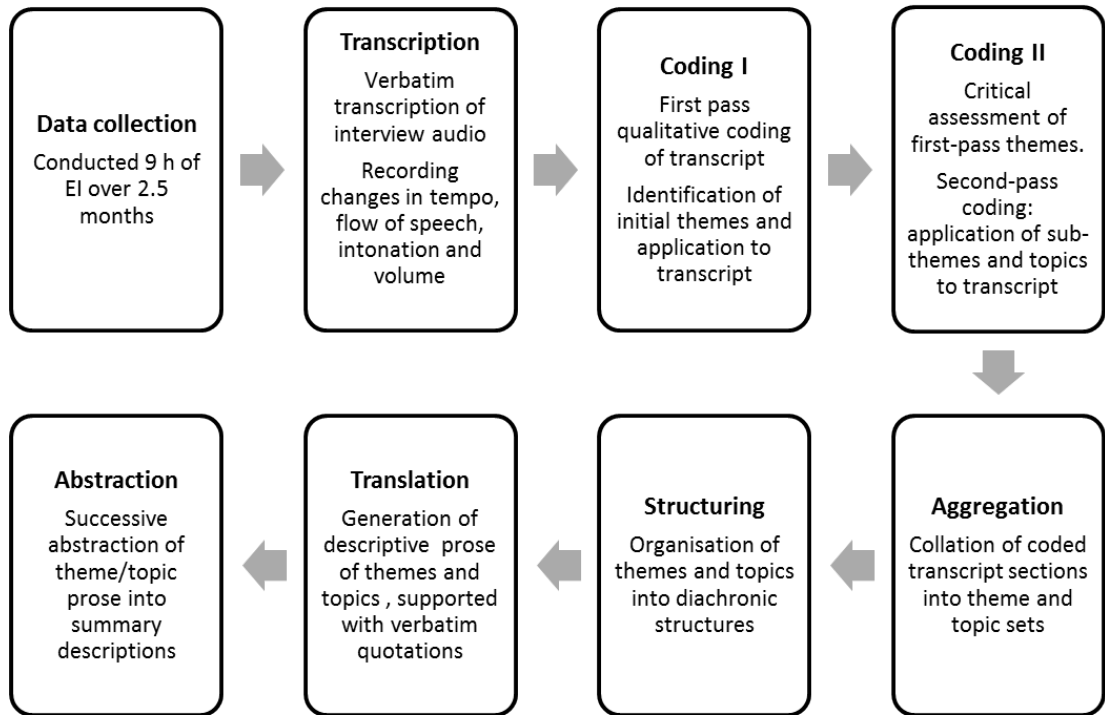 Data collection
Conducted 9 h of
EI over 2.5
months
Transcription
Verbatim
transcription of
interview audio
Recording
changes in tempo,
flow of speech,
intonation and
volume
Coding I
First pass
qualitative coding
of transcript
Identification of
initial themes and
application to
transcript
Coding II
Critical
assessment of
first-pass themes.
Second-pass
coding:
application of sub-
themes and topics
to transcript
Aggregation
Collation of coded
transcript sections
into theme and
topic sets
Structuring
Organisation of
themes and topics
into diachronic
structures
Translation
Generation of
descriptive prose
of themes and
topics , supported
with verbatim
quotations
Abstraction
Successive
abstraction of
theme/topic
prose into
summary
descriptions